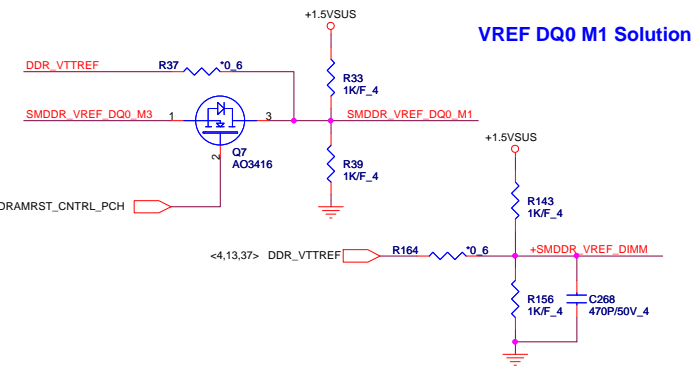 +1.5VSUS
VREF DQ0 M1 Solution
DDR_VTTREF
R37
*0_6
R33
1K/F_4
SMDDR_VREF_DQ0_M3
1
3
SMDDR_VREF_DQ0_M1
2
Q7
AO3416
R39
1K/F_4
+1.5VSUS
DRAMRST_CNTRL_PCH
R143
1K/F_4
<4,13,37> DDR_VTTREF
R164
*0_6
+SMDDR_VREF_DIMM
R156
1K/F_4
C268
470P/50V_4